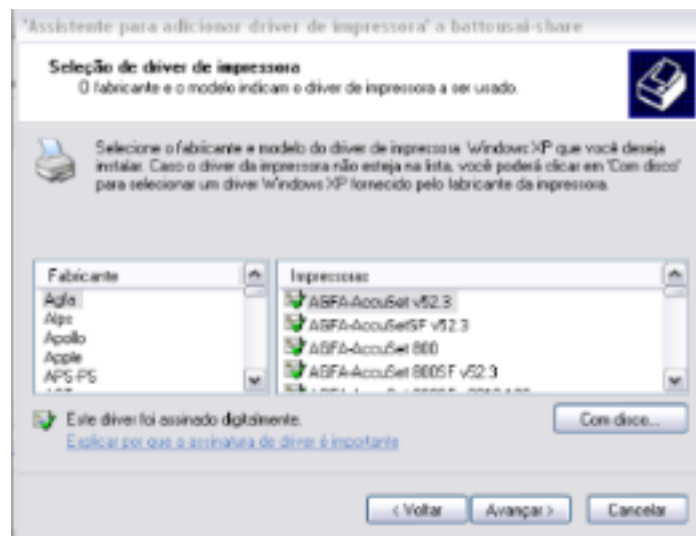 'Assistente para adicionar driver de impressora' a battousai-share
Seleção de driver de impressora
O fabricante e o modelo indicam o driver de impressora a ser usado.
Selecione o fabricante e modelo do driver de impressora Windows XP que você deseja
instalar. Caso o driver da impressora não esteja na lista, você poderá clicar em 'Com disco'
para selecionar um driver Windows XP fornecido pelo fabricante da impressora.
Fabricante
Agfa
Alps
Apollo
Apple
APS-PS
Impressoras
AGFA-AccuSet v52.3
AGFA-AccuSetSF v52.3
AGFA-AccuSet 800
AGFA-AccuSet 800SF v52.3
Este driver foi assinado digitalmente.
Com disco...
Explicar por que a assinatura de driver é importante
< Voltar
Avançar >
Cancelar